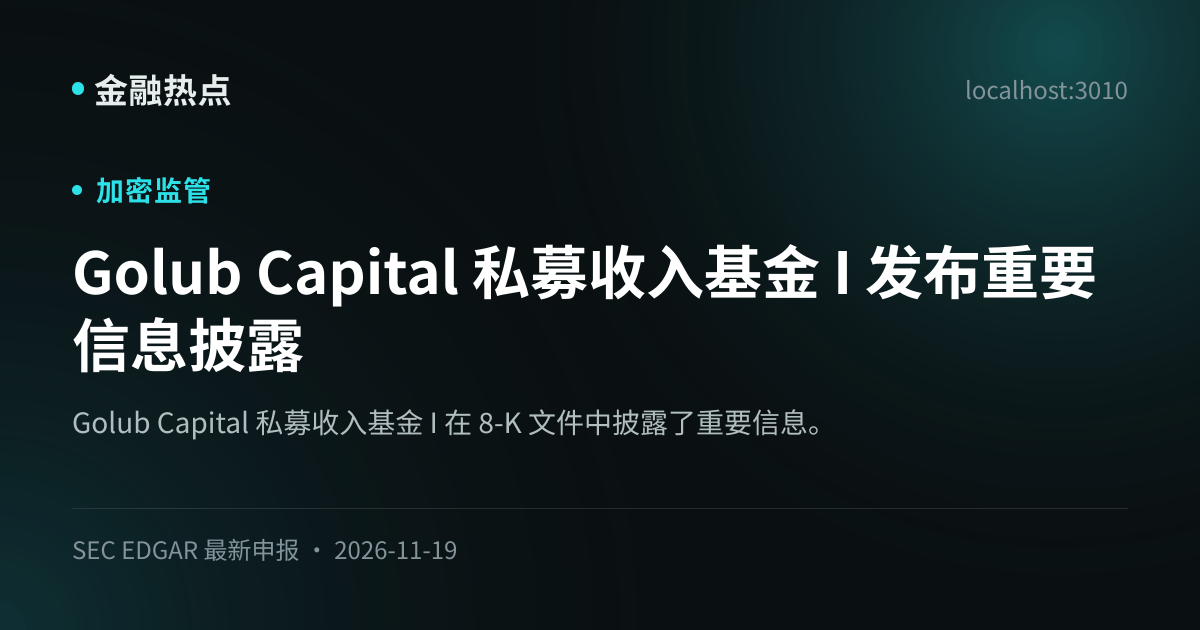 金融热点
localhost:3010
加密监管
Golub Capital 私募收入基金 I 发布重要
信息披露
Golub Capital 私募收入基金 I 在 8-K 文件中披露了重要信息。
SEC EDGAR 最新申报 · 2026-11-19